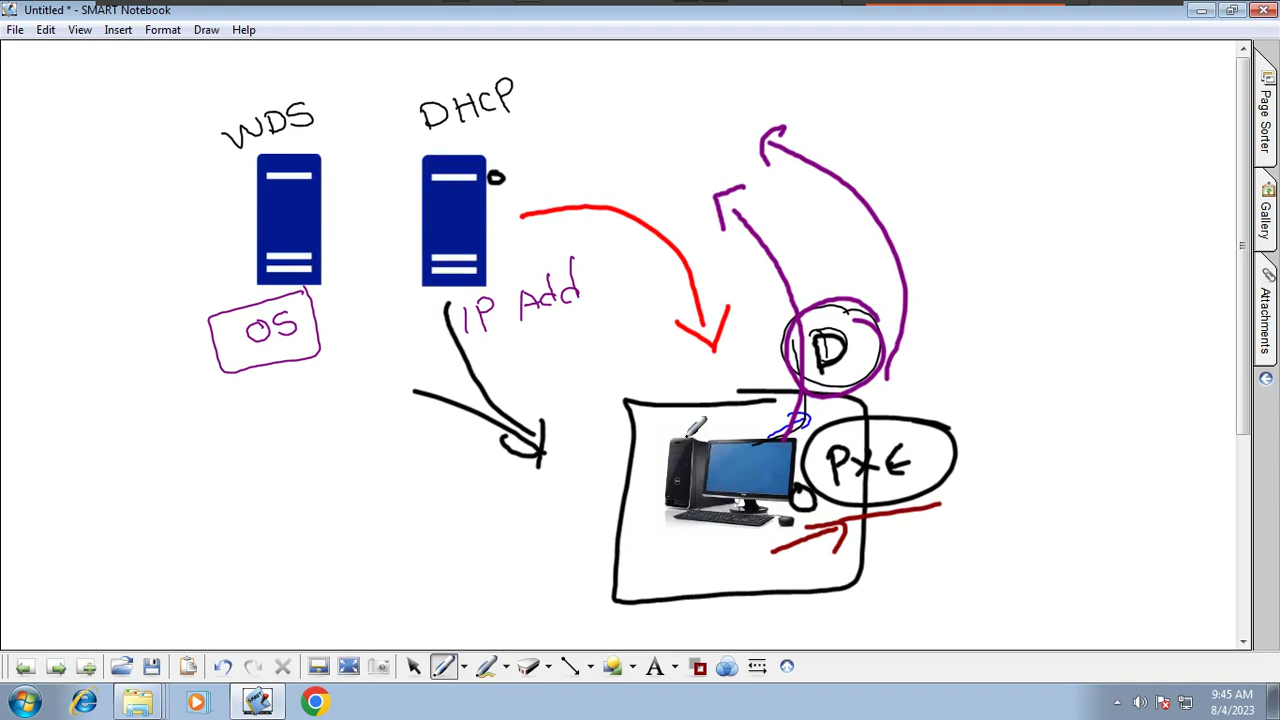 Untitled * - SMART Notebook
File Edit View Insert Format Draw Help
WDS
DHCP
IP Add
OS
D
PXE
Page Sorter
Gallery
Attachments
A
9:45 AM
8/4/2023